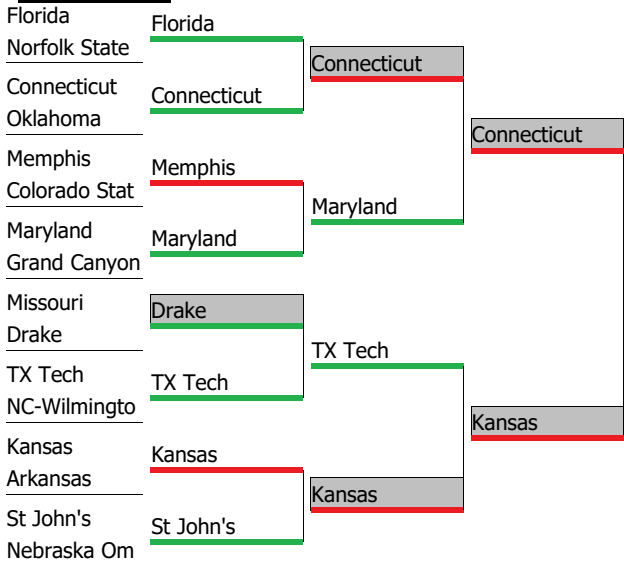 Florida
Norfolk State
Connecticut
Oklahoma
Memphis
Colorado Stat
Maryland
Grand Canyon
Missouri
Drake
TX Tech
NC-Wilmingto
Kansas
Arkansas
St John's
Nebraska Om
Florida
Connecticut
Memphis
Maryland
Drake
TX Tech
Kansas
St John's
Connecticut
Maryland
TX Tech
Kansas
Connecticut
Kansas